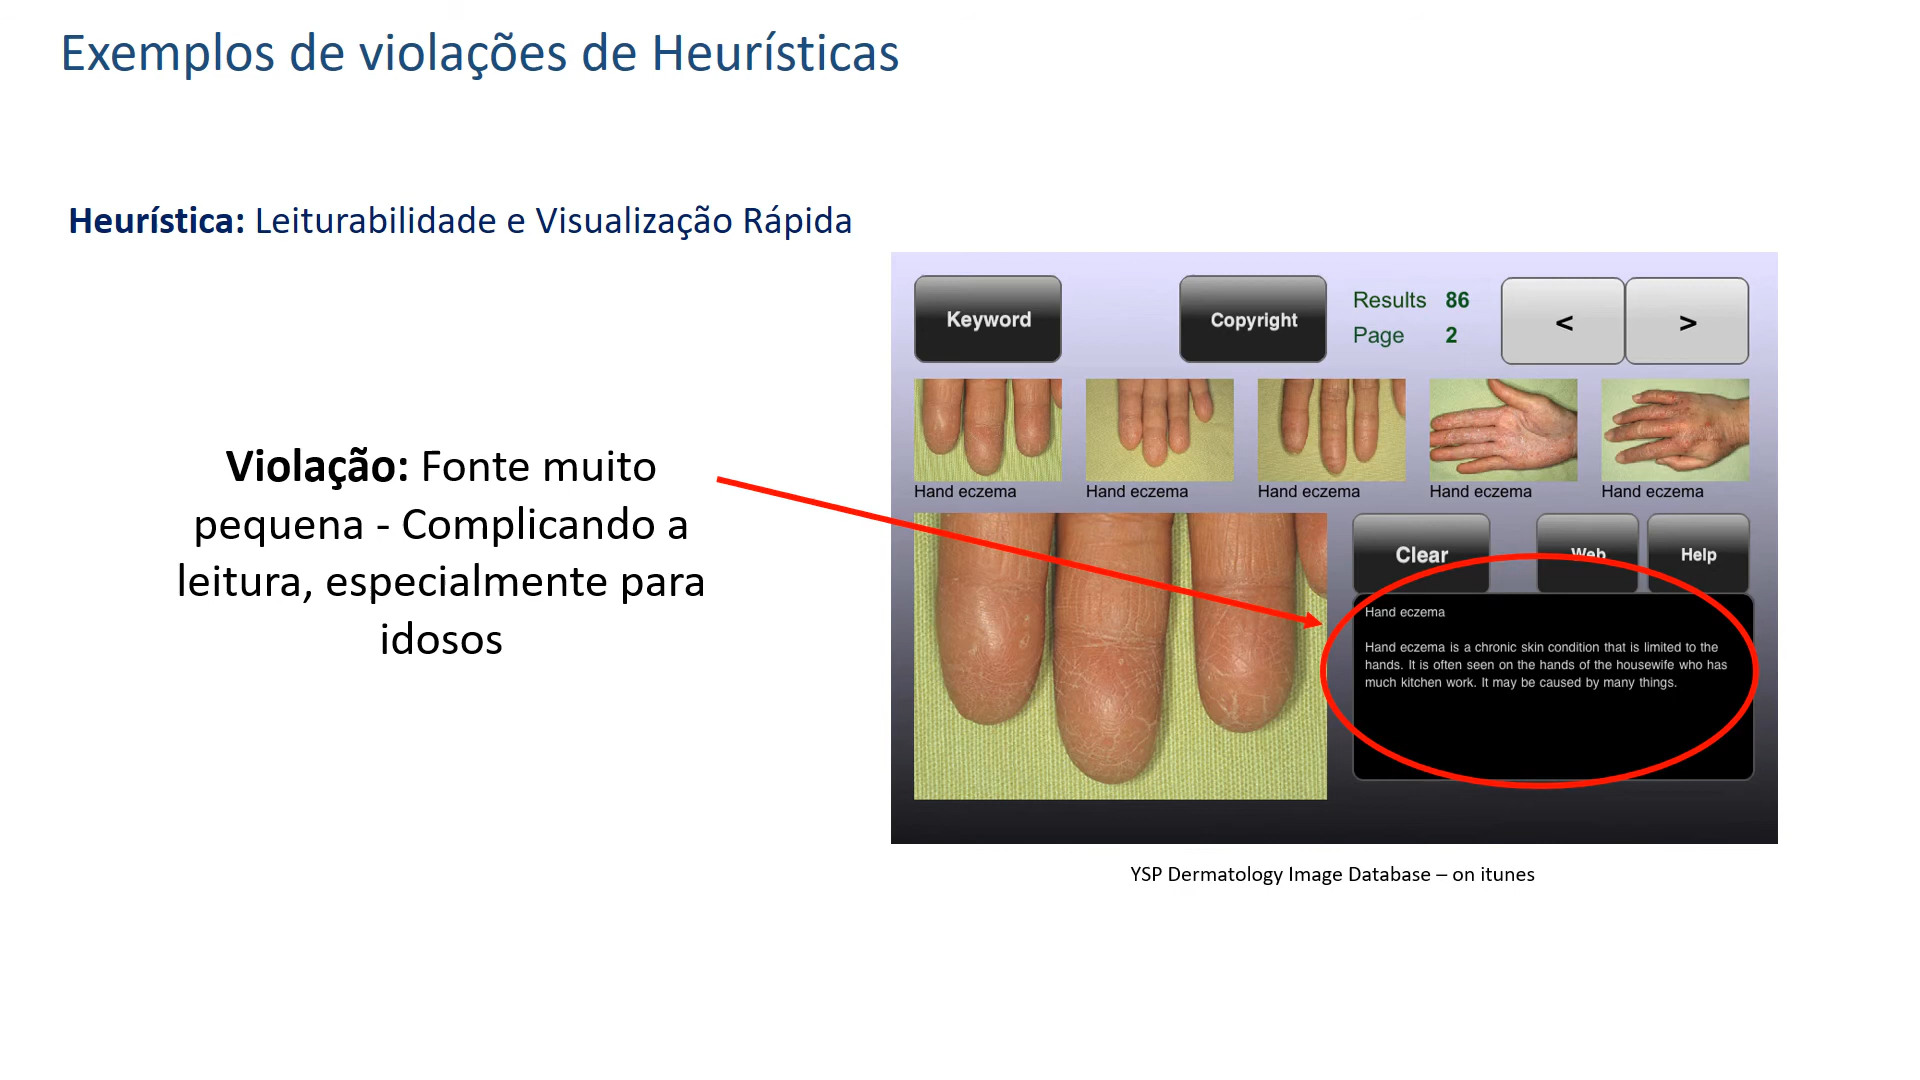 Exemplos de violações de Heurísticas
Heurística: Leiturabilidade e Visualização Rápida
Violação: Fonte muito
pequena - Complicando a
leitura, especialmente para
idosos
Keyword
Copyright
Results 86
Page 2
< >
Hand eczema Hand eczema Hand eczema Hand eczema Hand eczema
Clear Web Help
Hand eczema
Hand eczema is a chronic skin condition that is limited to the
hands. It is often seen on the hands of the housewife who has
much kitchen work. It may be caused by many things.
YSP Dermatology Image Database – on itunes